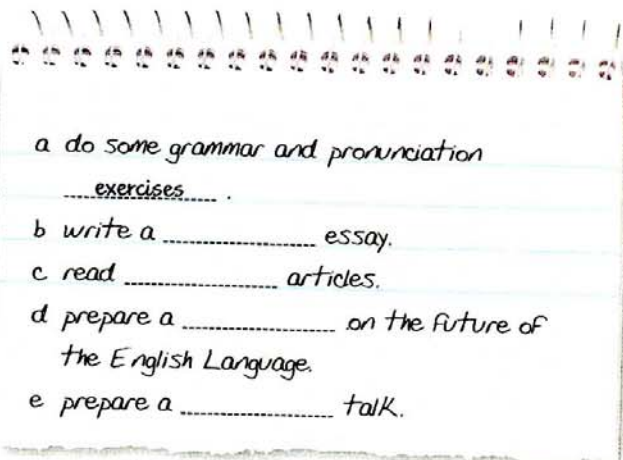 a do some grammar and pronunciation
exercises .
b write a ............... essay.
c read ............... articles.
d prepare a ............... on the future of
the English Language.
e prepare a ............... talk.